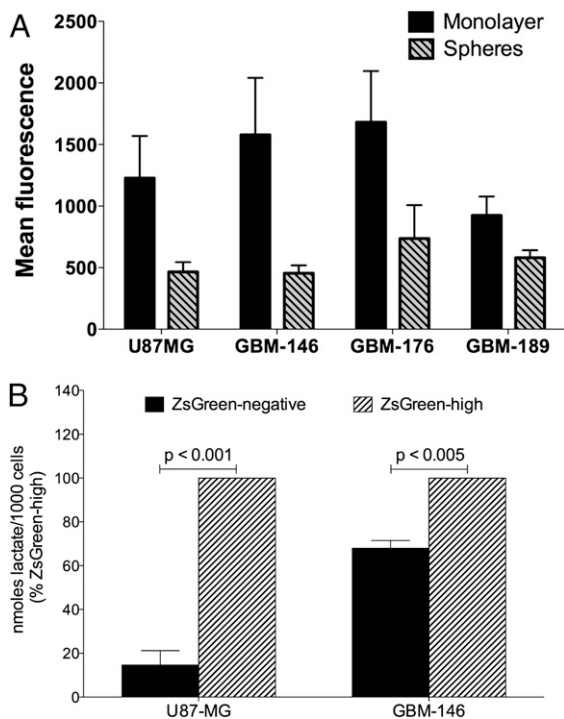 A
Mean fluorescence
2500
2000
1500
1000
500
0
Monolayer
Spheres
U87MG GBM-146 GBM-176 GBM-189
B
nmoles lactate/1000 cells
(% ZsGreen-high)
140
120
100
80
60
40
20
0
ZsGreen-negative ZsGreen-high
p < 0.001 p < 0.005
U87-MG GBM-146